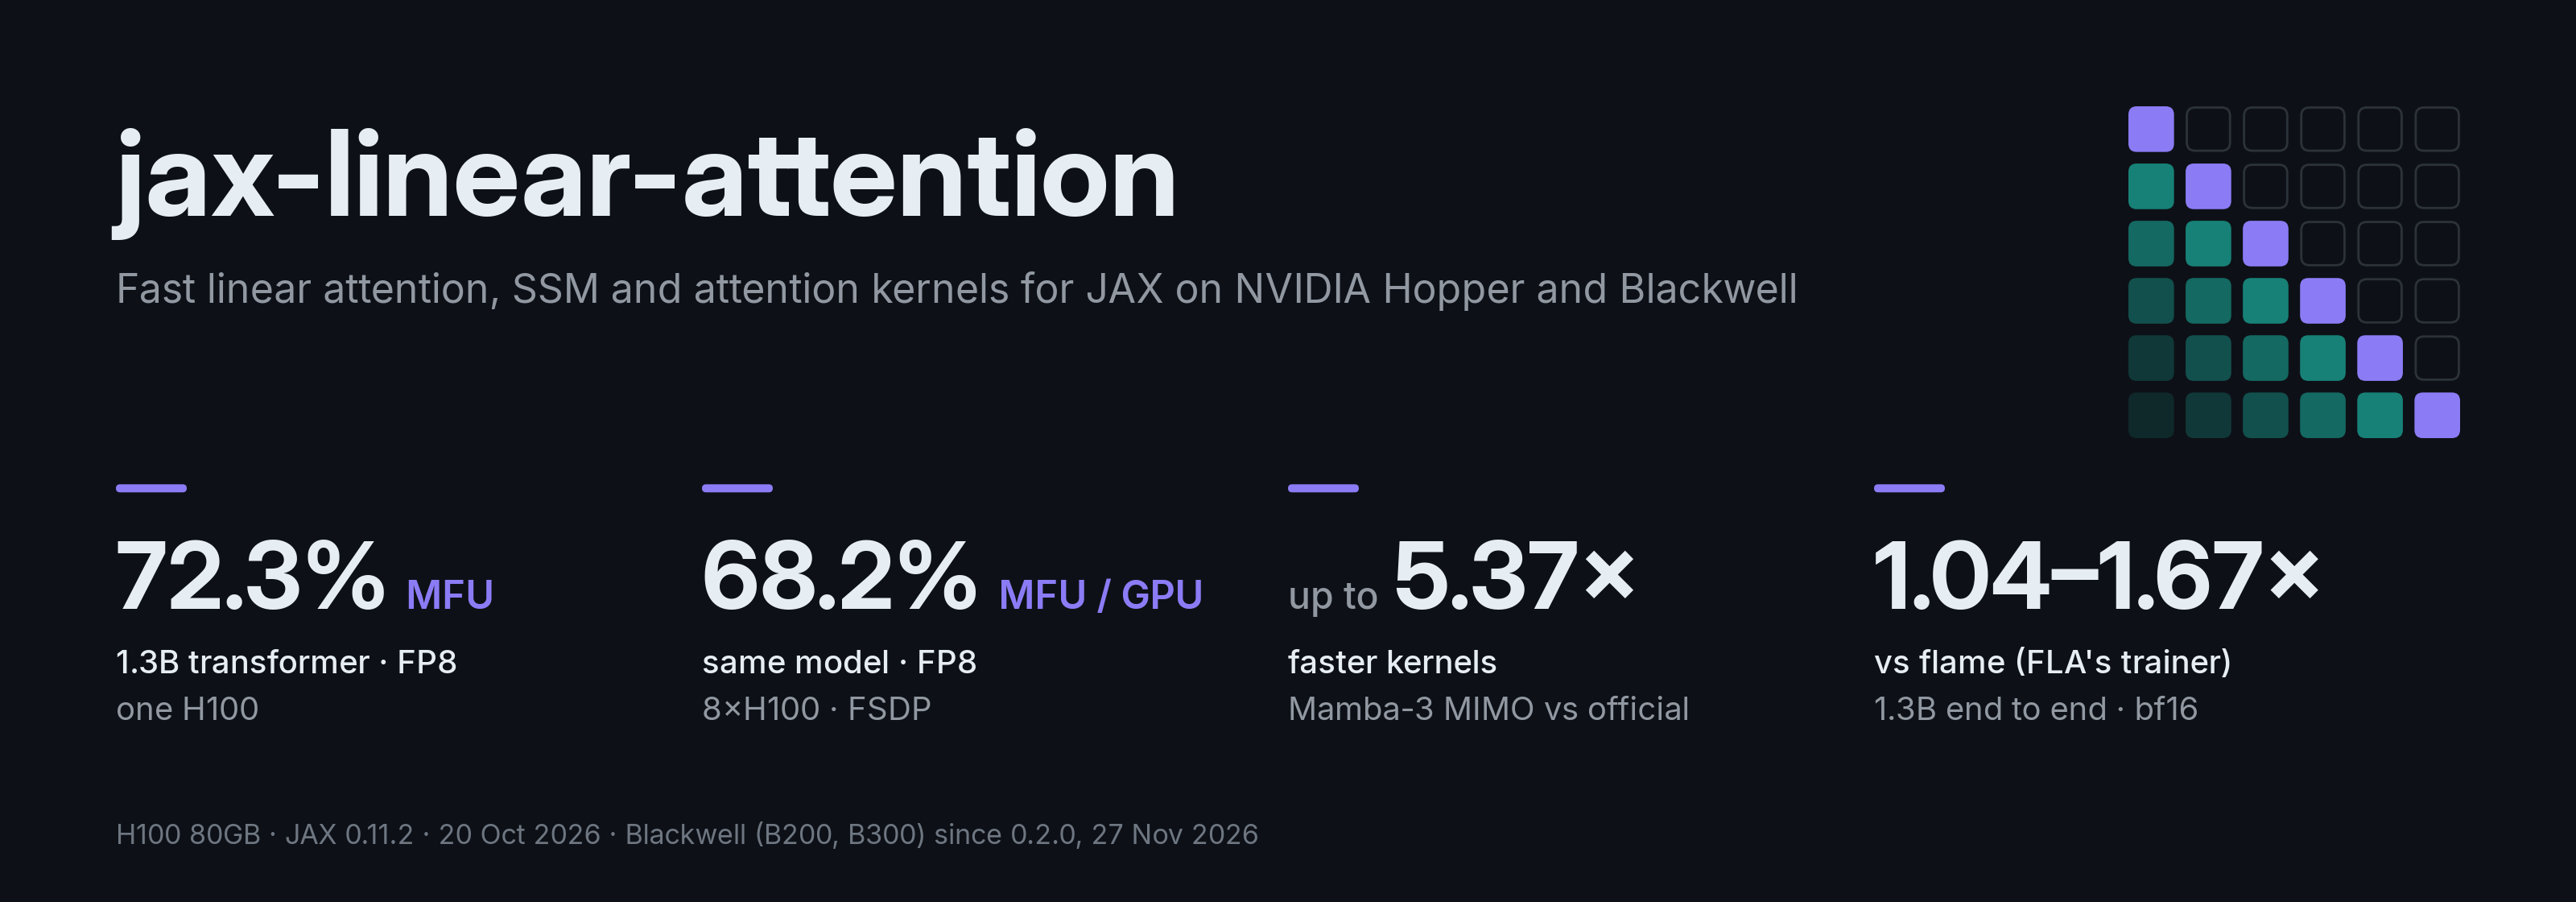 jax-linear-attention
Fast linear attention, SSM and attention kernels for JAX on NVIDIA Hopper and Blackwell
72.3% MFU
1.3B transformer · FP8
one H100
68.2% MFU / GPU
same model · FP8
8×H100 · FSDP
up to 5.37×
faster kernels
Mamba-3 MIMO vs official
1.04–1.67×
vs flame (FLA's trainer)
1.3B end to end · bf16
H100 80GB · JAX 0.11.2 · 20 Oct 2026 · Blackwell (B200, B300) since 0.2.0, 27 Nov 2026